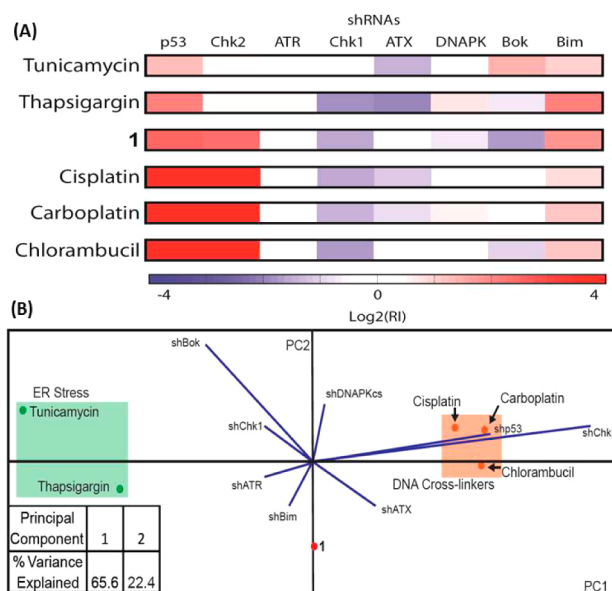 (A)
shRNAs
p53 Chk2 ATR Chk1 ATX DNAPK Bok Bim
Tunicamycin
Thapsigargin
1
Cisplatin
Carboplatin
Chlorambucil
-4 0 4
Log2(RI)
(B)
shBok
PC2
ER Stress
Tunicamycin
shDNAPKcs
Cisplatin
Carboplatin
shChk1
shp53
shChk
Thapsigargin
shATR
DNA Cross-linkers
Chlorambucil
shBim
shATX
Principal
Component 1 2
% Variance
Explained 65.6 22.4
1
PC1